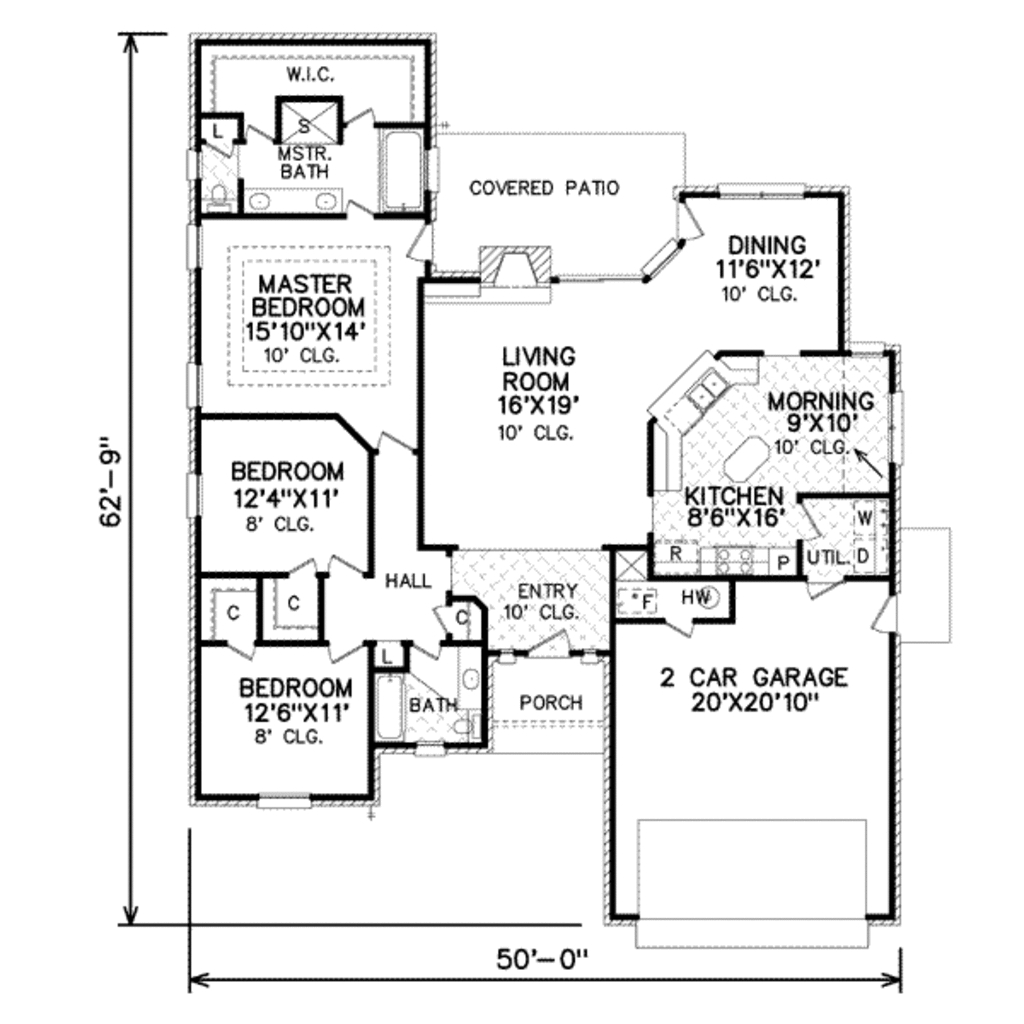 W.I.C.
L
S
MSTR.
BATH
COVERED PATIO
DINING
11'6"X12'
10' CLG.
MASTER
BEDROOM
15'10"X14'
10' CLG.
LIVING
ROOM
16'X19'
10' CLG.
MORNING
9'X10'
10' CLG.
62'-9"
BEDROOM
12'4"X11'
8' CLG.
KITCHEN
8'6"X16'
W
R
P
UTIL.
D
HALL
ENTRY
10' CLG.
C
C
C
*F
HW
L
BEDROOM
12'6"X11'
8' CLG.
BATH
PORCH
2 CAR GARAGE
20'X20'10"
50'-0"